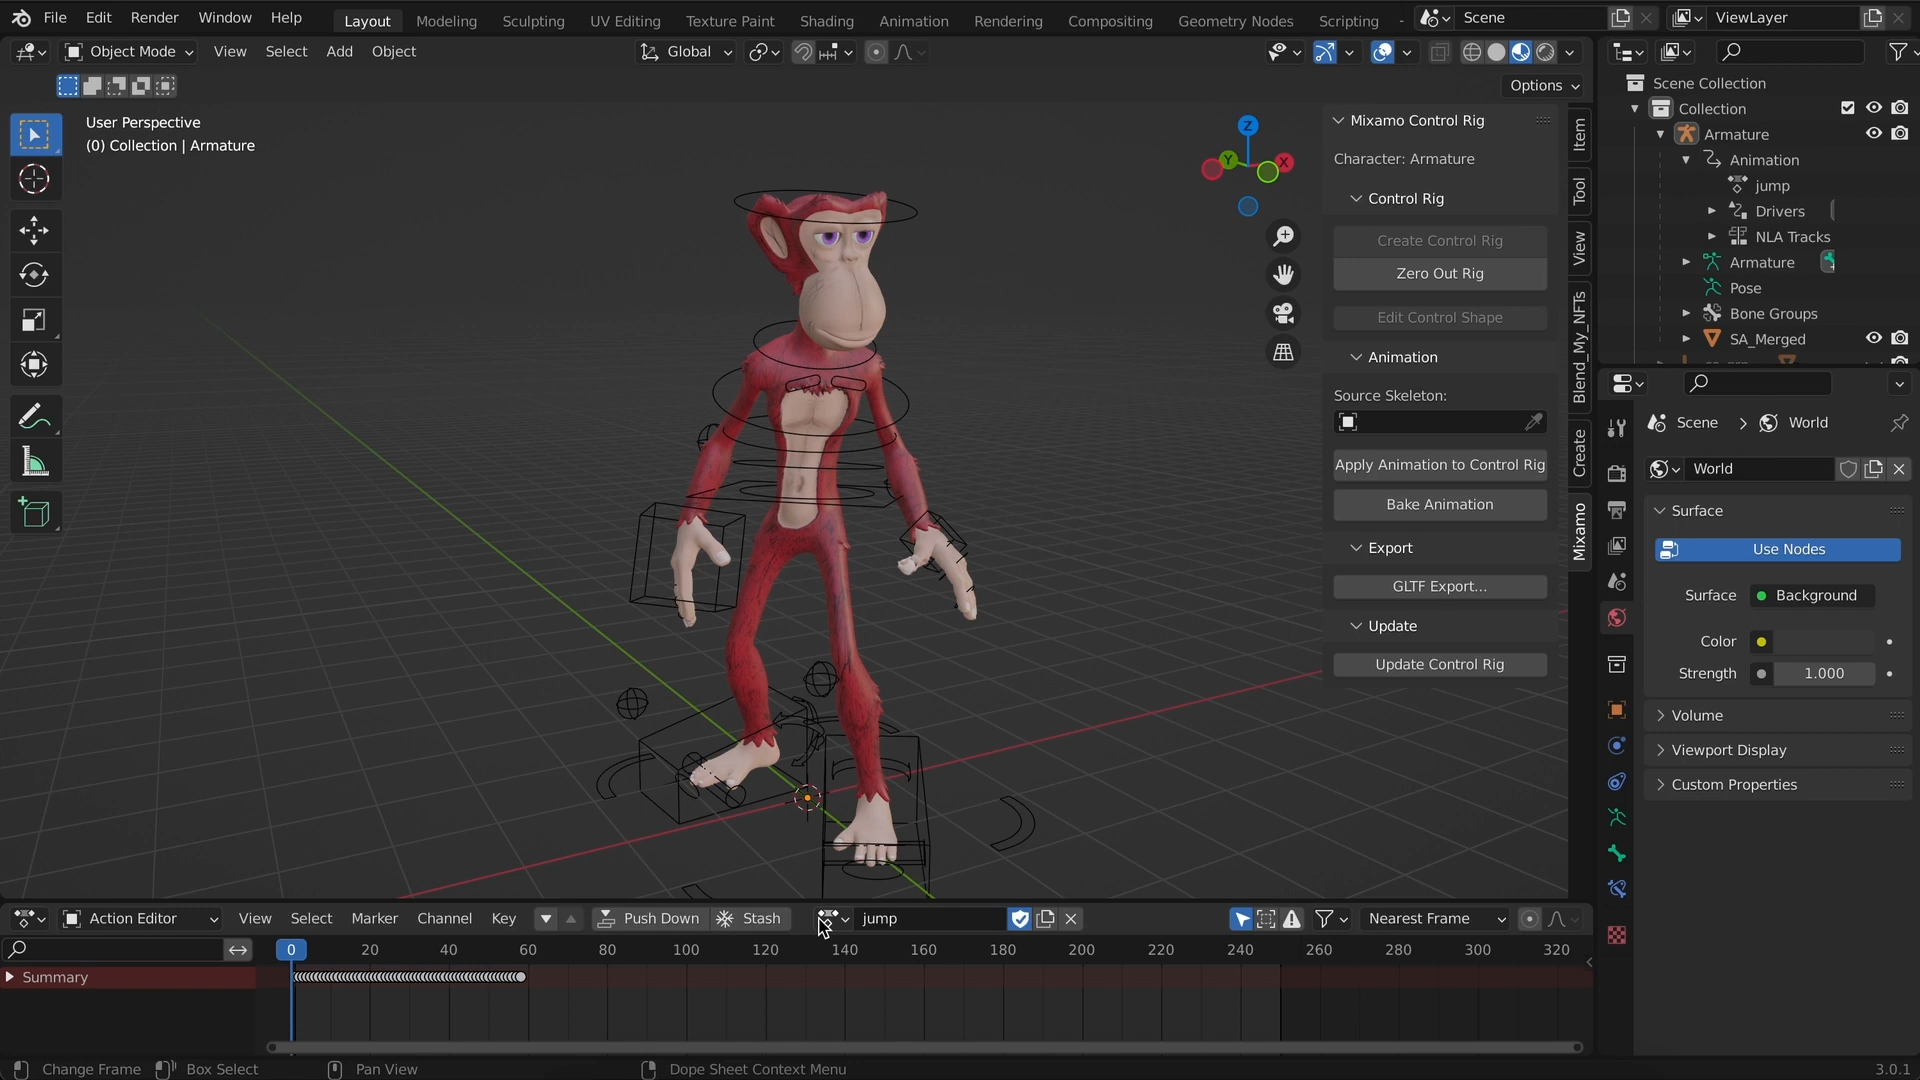 File Edit Render Window Help Layout Modeling Sculpting UV Editing Texture Paint Shading Animation Rendering Compositing Geometry Nodes Scripting Scene ViewLayer
Object Mode View Select Add Object Global
Options
User Perspective
(0) Collection | Armature
Z
Y
X
Mixamo Control Rig
Character: Armature
Control Rig
Create Control Rig
Zero Out Rig
Edit Control Shape
Animation
Source Skeleton:
Apply Animation to Control Rig
Bake Animation
Export
GLTF Export...
Update
Update Control Rig
Item
Tool
View
Blend_My_NFTs
Create
Mixamo
Scene Collection
Collection
Armature
Animation
jump
Drivers
NLA Tracks
Armature
Pose
Bone Groups
SA_Merged
Scene > World
World
Surface
Use Nodes
Surface Background
Color
Strength 1.000
Volume
Viewport Display
Custom Properties
Action Editor View Select Marker Channel Key Push Down Stash jump Nearest Frame
0 20 40 60 80 100 120 140 160 180 200 220 240 260 280 300 320
Summary
Change Frame Box Select Pan View Dope Sheet Context Menu 3.0.1